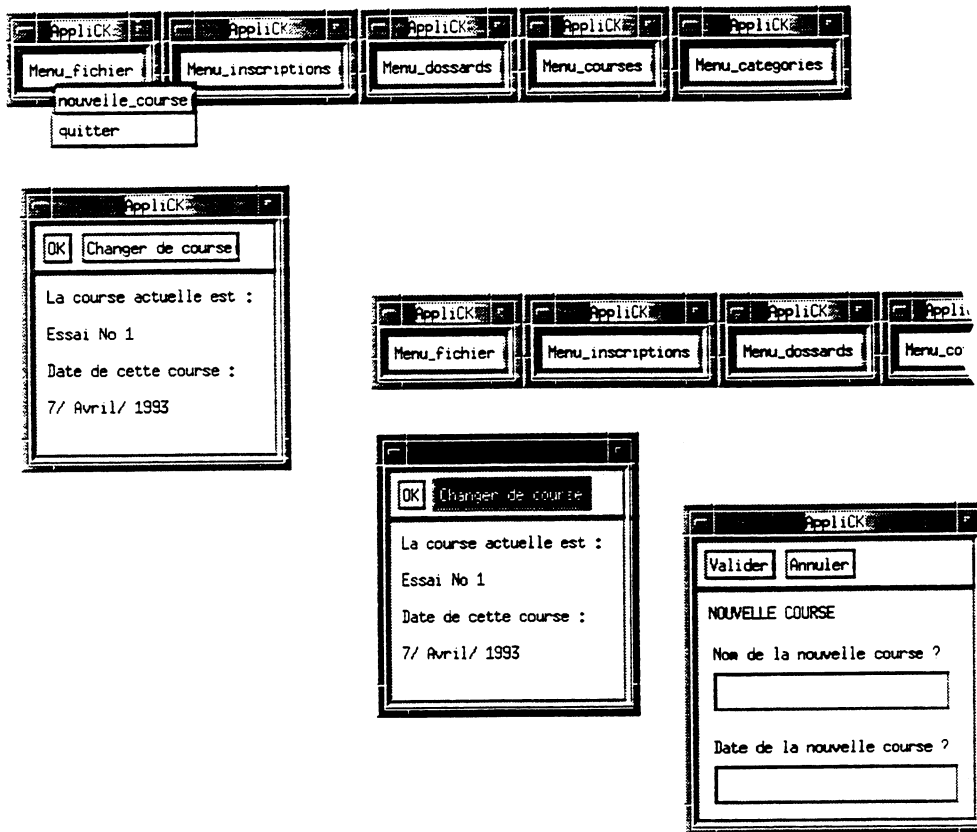 AppliCK AppliCK AppliCK AppliCK AppliCK
Menu_fichier Menu_inscriptions Menu_dossards Menu_courses Menu_categories
nouvelle_course
quitter
AppliCK
OK Changer de course
La course actuelle est :
Essai No 1
Date de cette course :
7/ Avril/ 1993
AppliCK AppliCK AppliCK Appli
Menu_fichier Menu_inscriptions Menu_dossards Menu_co
OK Changer de course
La course actuelle est :
Essai No 1
Date de cette course :
7/ Avril/ 1993
AppliCK
Valider Annuler
NOUVELLE COURSE
Nom de la nouvelle course ?
Date de la nouvelle course ?